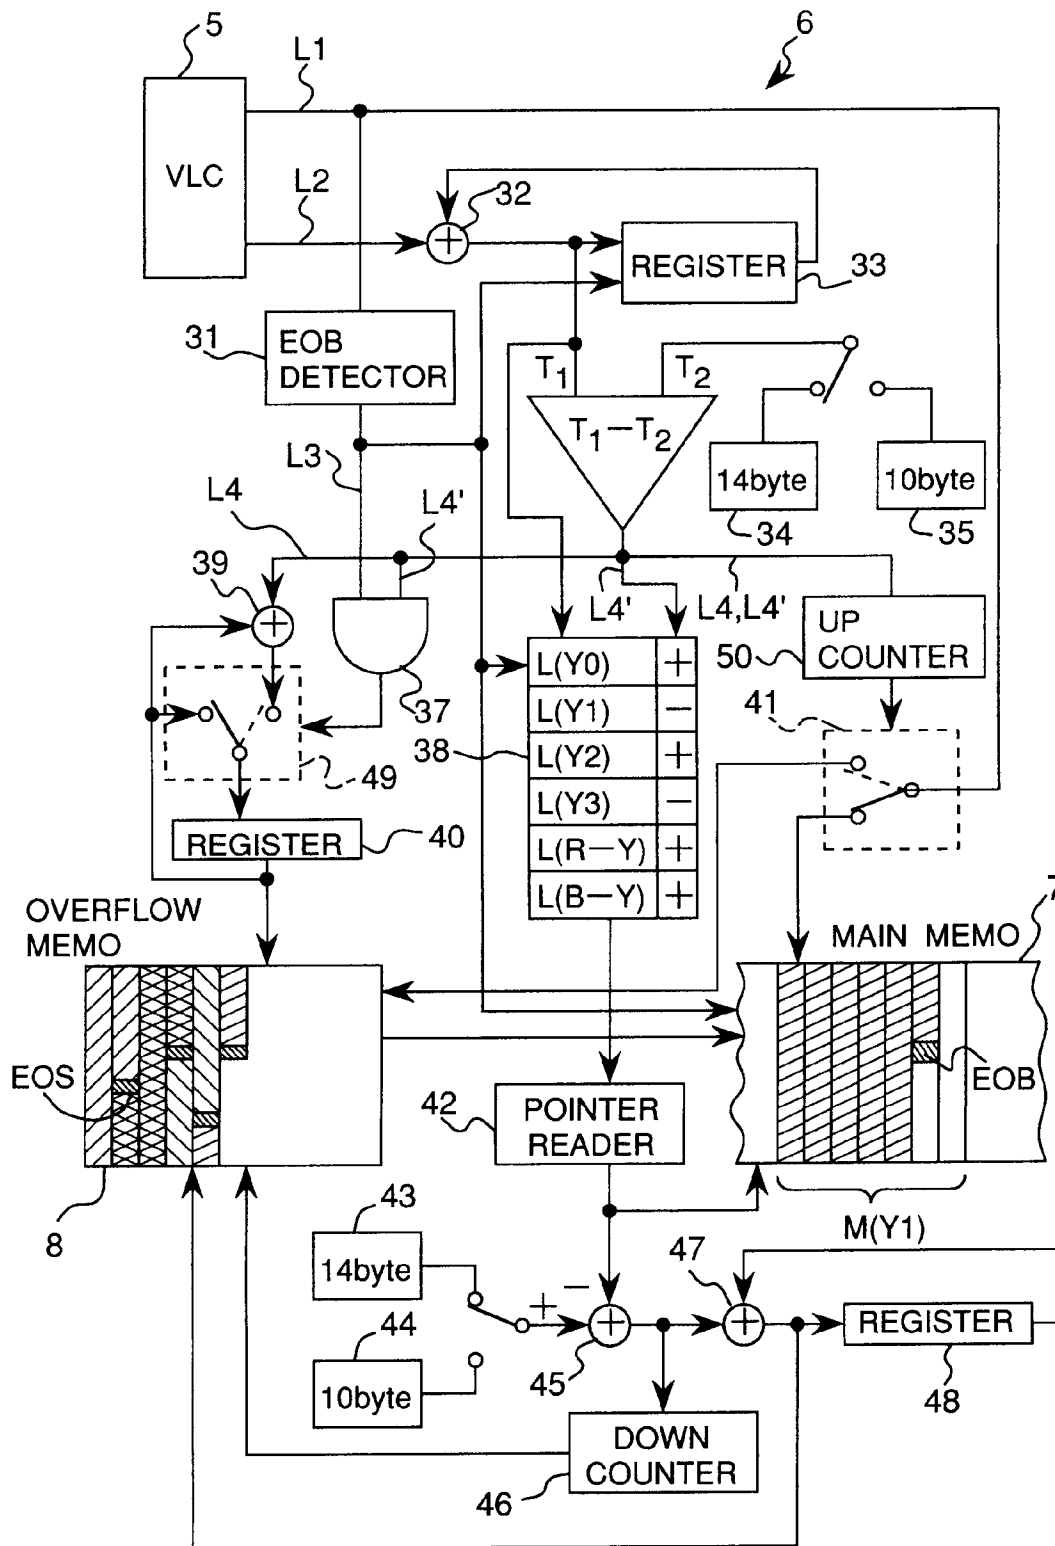 5
6
L1
VLC
L2
32
REGISTER
33
31
EOB
DETECTOR
T1
T2
T1−T2
14byte
10byte
34
35
L3
L4
L4'
39
L4'
L4,L4'
UP
COUNTER
50
37
L(Y0) +
L(Y1) −
38
L(Y2) +
L(Y3) −
L(R−Y) +
L(B−Y) +
41
49
REGISTER
40
OVERFLOW
MEMO
7
MAIN MEMO
EOS
EOB
42
POINTER
READER
8
M(Y1)
43
14byte
44
10byte
−
+
+
45
47
+
REGISTER
48
DOWN
COUNTER
46